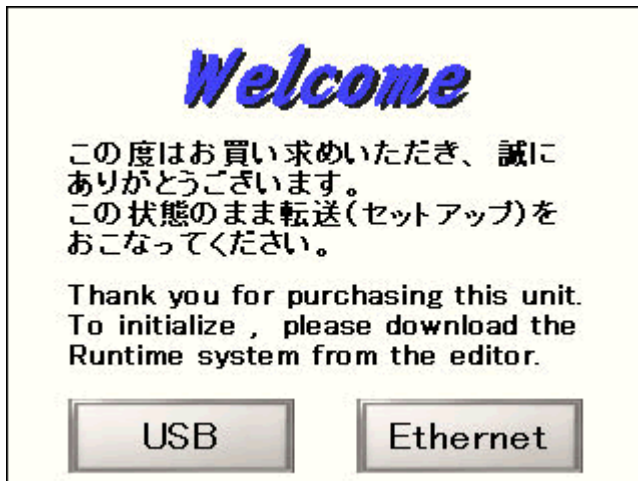 Welcome
この度はお買い求めいただき、誠に
ありがとうございます。
この状態のまま転送(セットアップ)を
おこなってください。
Thank you for purchasing this unit.
To initialize , please download the
Runtime system from the editor.
USB
Ethernet